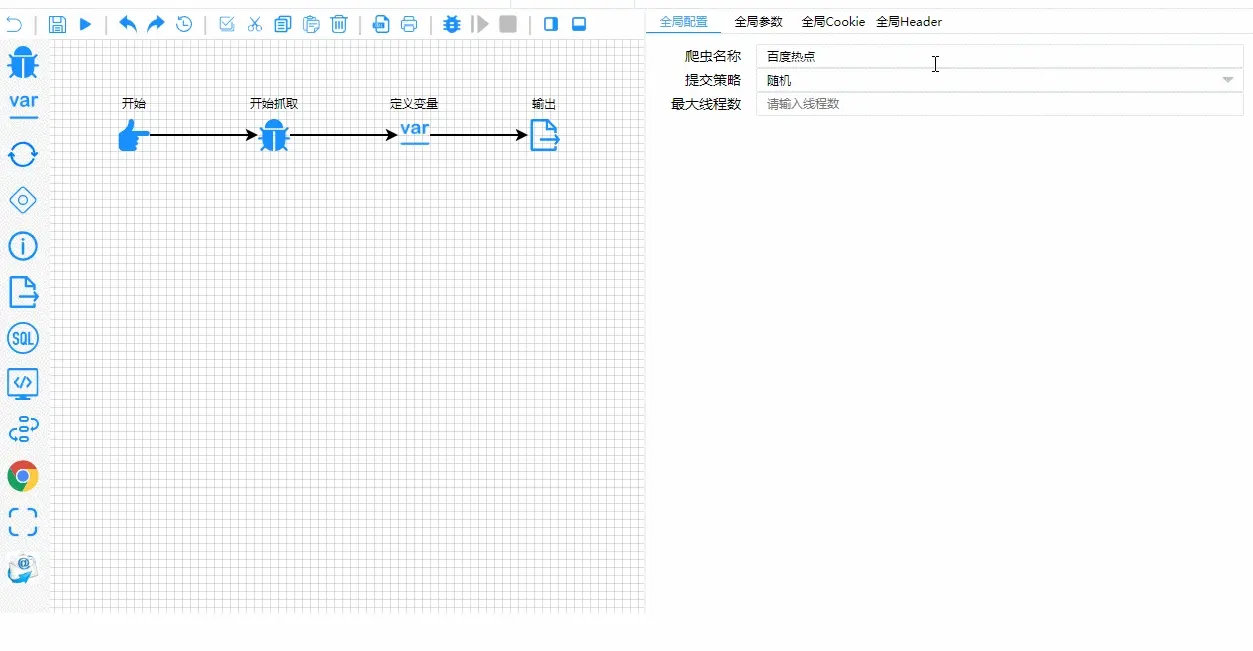 全局配置 全局参数 全局Cookie 全局Header
爬虫名称 百度热点
提交策略 随机
最大线程数 请输入线程数
开始 开始抓取 定义变量 输出
var
var
SQL